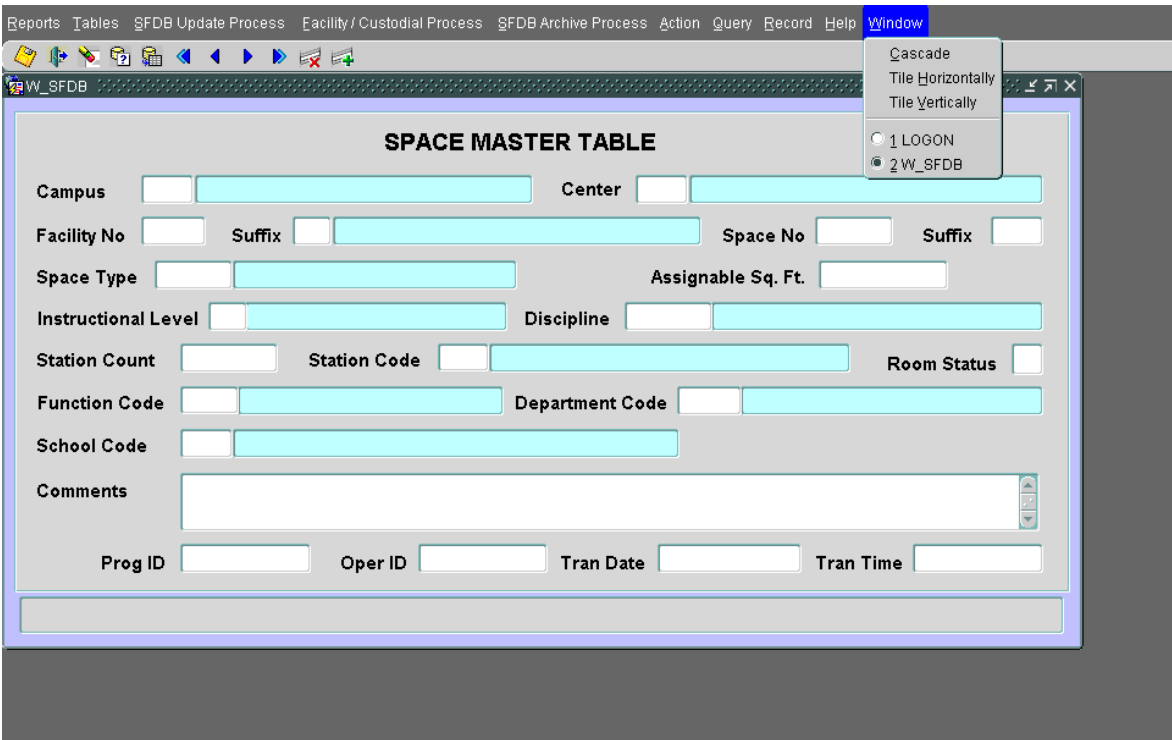 Reports Tables SFDB Update Process Facility / Custodial Process SFDB Archive Process Action Query Record Help Window
Cascade
Tile Horizontally
Tile Vertically
1 LOGON
2 W_SFDB
W_SFDB
SPACE MASTER TABLE
Campus Center
Facility No Suffix Space No Suffix
Space Type Assignable Sq. Ft.
Instructional Level Discipline
Station Count Station Code Room Status
Function Code Department Code
School Code
Comments
Prog ID Oper ID Tran Date Tran Time